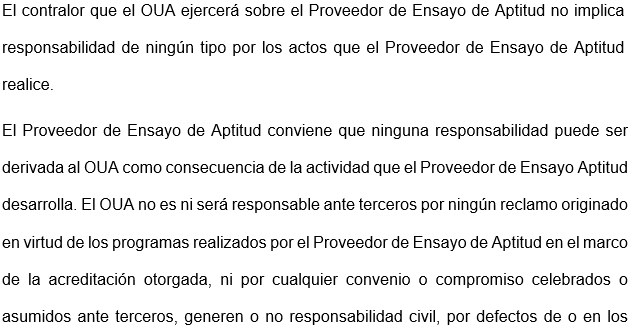 El contralor que el OUA ejercerá sobre el Proveedor de Ensayo de Aptitud no implica
responsabilidad de ningún tipo por los actos que el Proveedor de Ensayo de Aptitud
realice.
El Proveedor de Ensayo de Aptitud conviene que ninguna responsabilidad puede ser
derivada al OUA como consecuencia de la actividad que el Proveedor de Ensayo Aptitud
desarrolla. El OUA no es ni será responsable ante terceros por ningún reclamo originado
en virtud de los programas realizados por el Proveedor de Ensayo de Aptitud en el marco
de la acreditación otorgada, ni por cualquier convenio o compromiso celebrados o
asumidos ante terceros, generen o no responsabilidad civil, por defectos de o en los